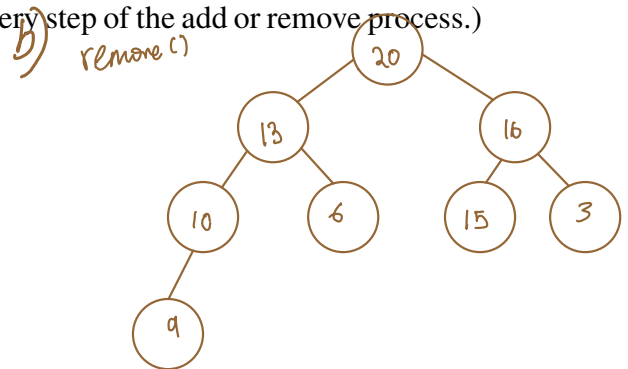 ery step of the add or remove process.)
b) remove()
20
13 16
10 6 15 3
9